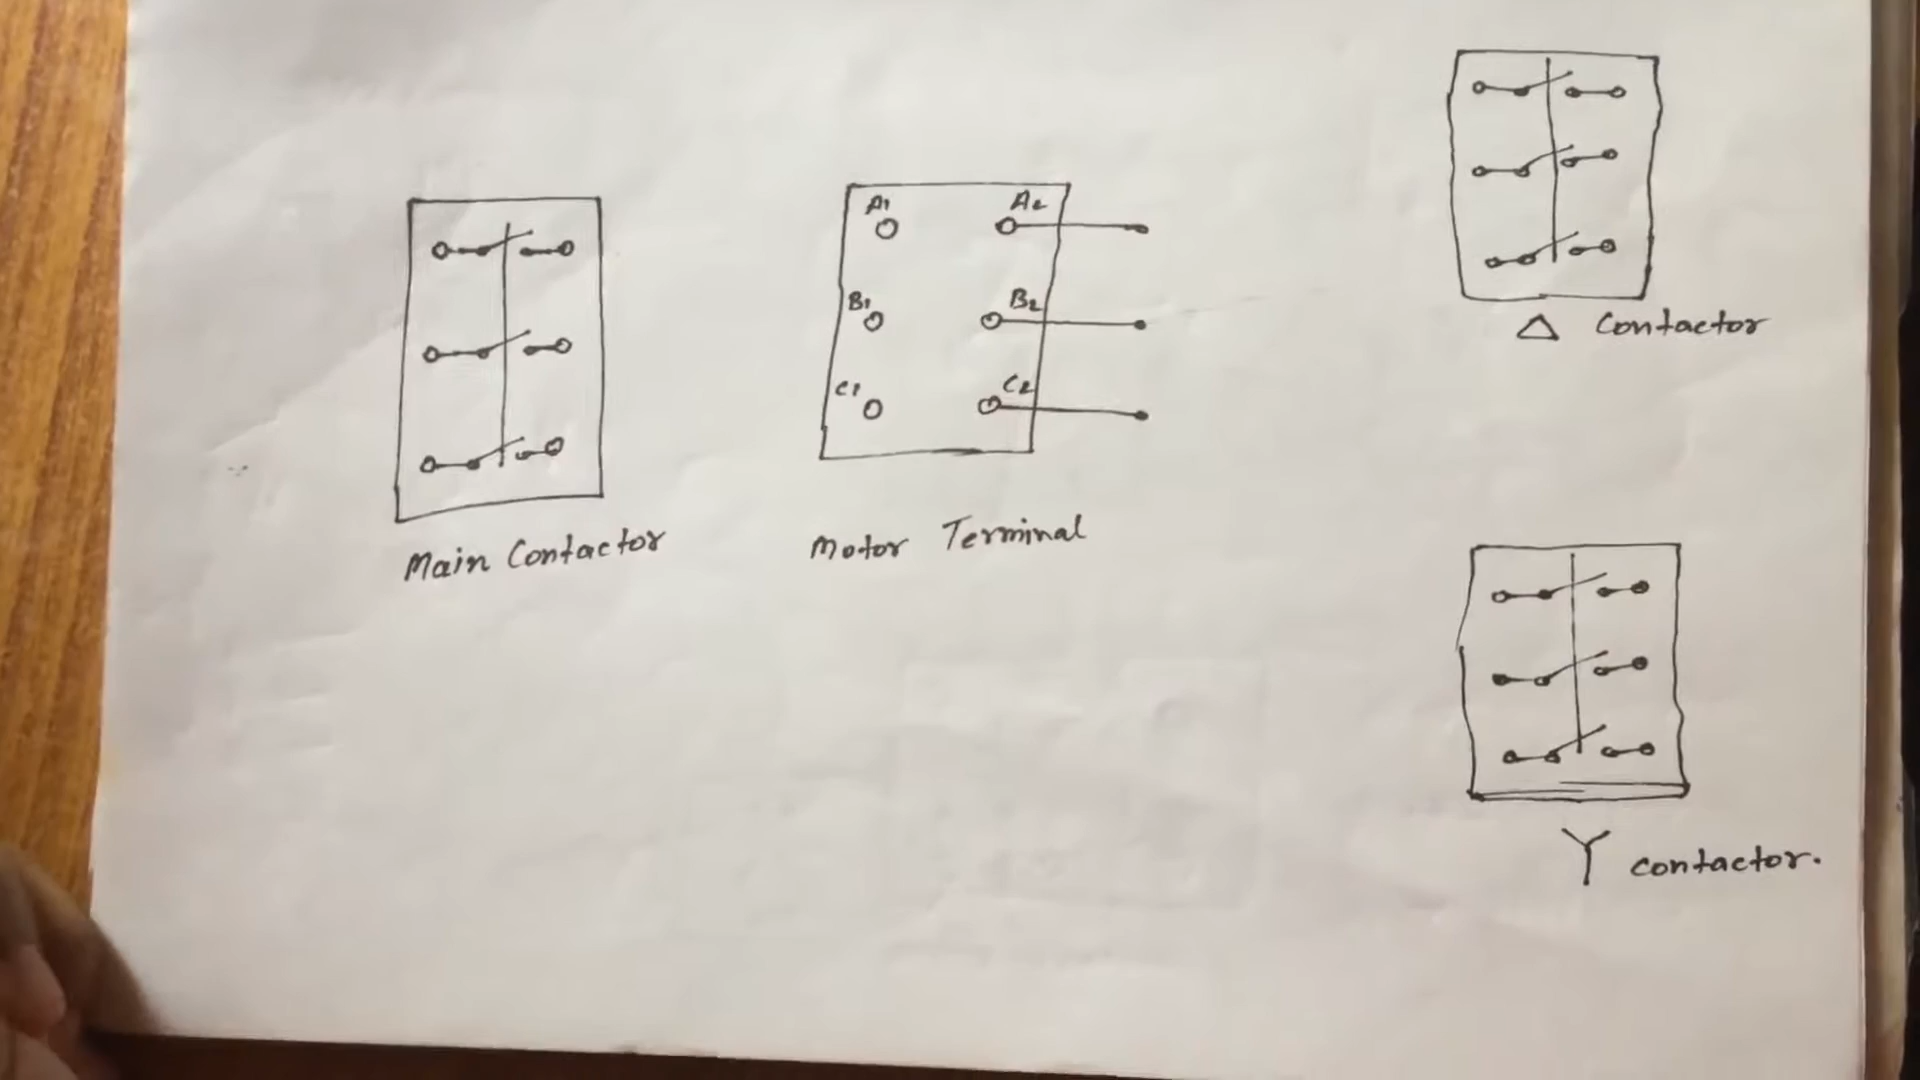 A1 A2
B1 B2
C1 C2
Main Contactor
Motor Terminal
Δ Contactor
Y contactor.